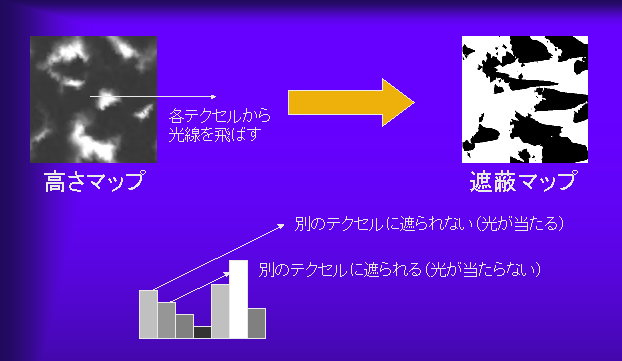 各テクセルから
光線を飛ばす
高さマップ
遮蔽マップ
別のテクセルに遮られない(光が当たる)
別のテクセルに遮られる(光が当たらない)